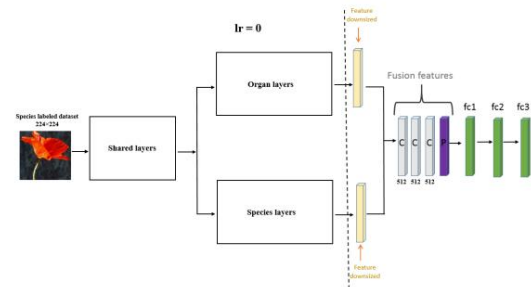 Feature
downsized
lr = 0
Organ layers
Fusion features
Species labeled dataset
224×224
Shared layers
fc1
fc2
fc3
C
C
C
P
512
512
512
Species layers
Feature
downsized